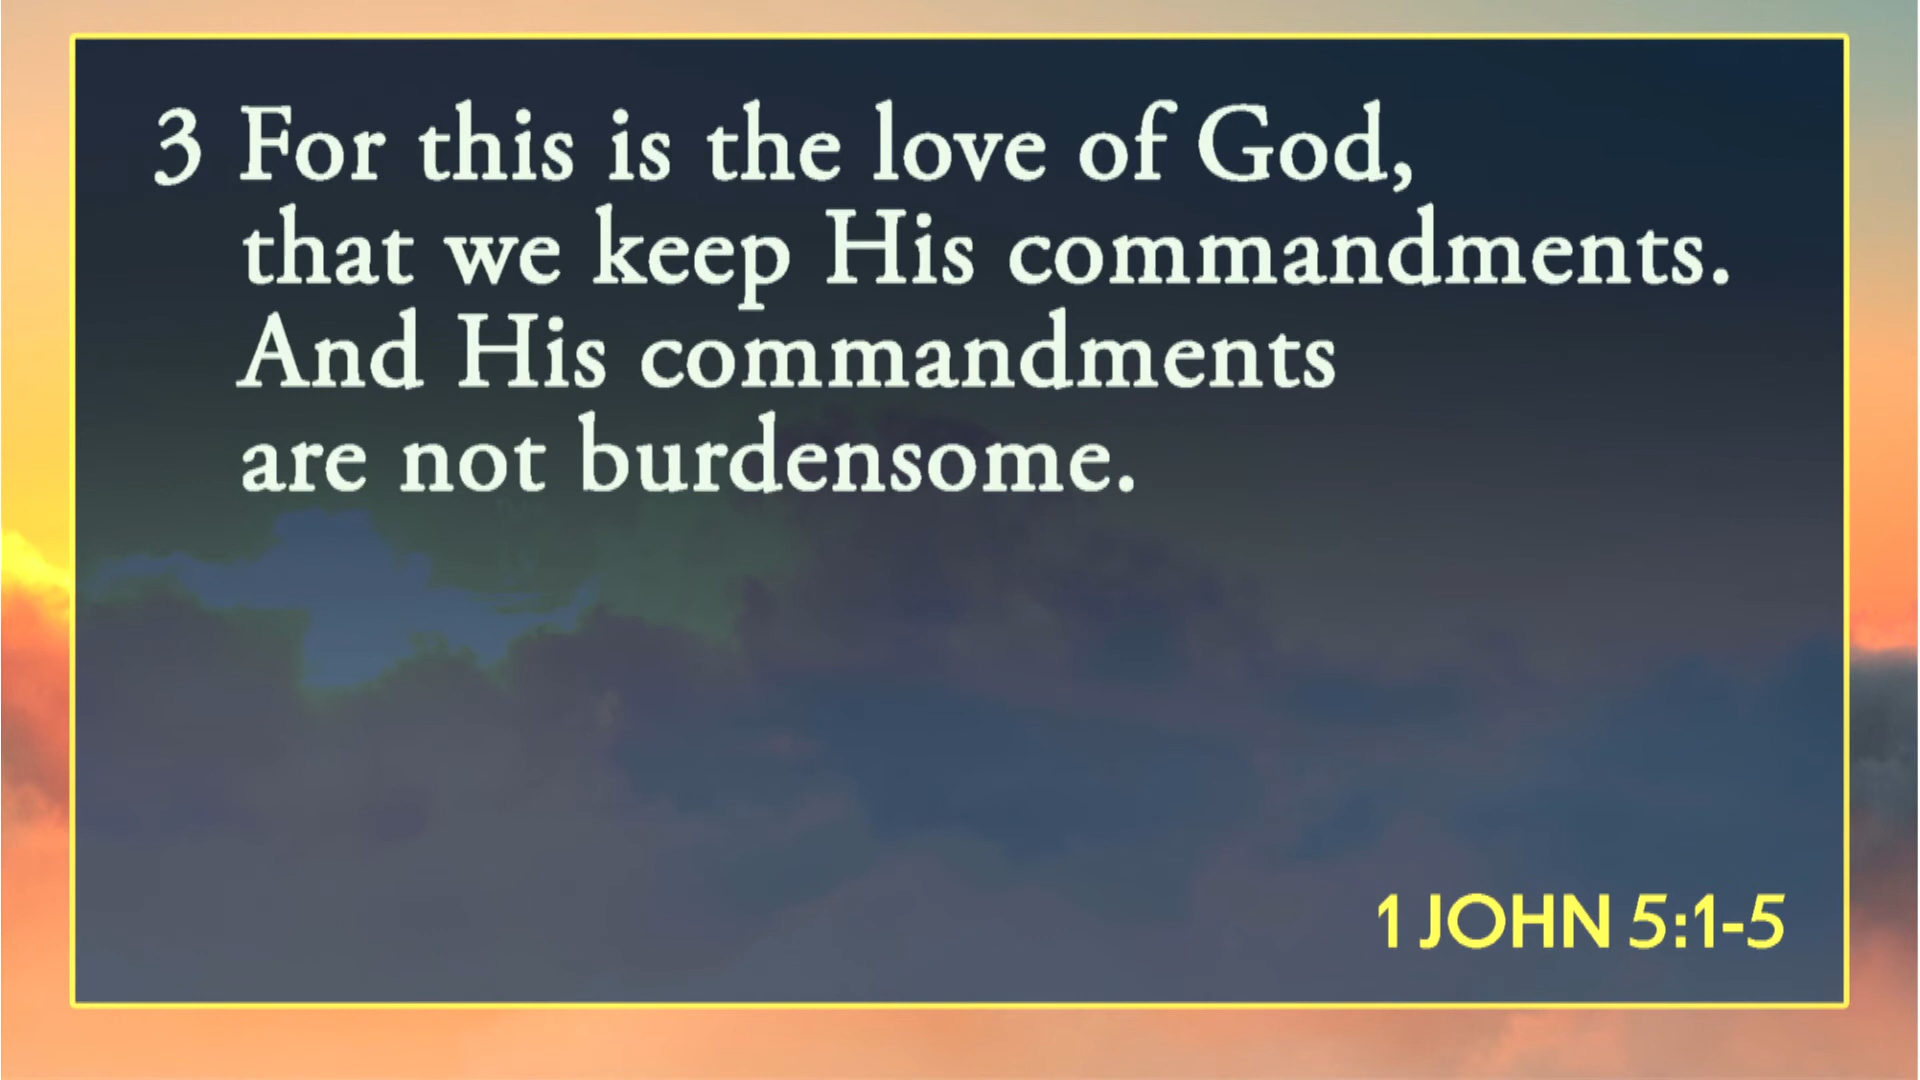 3 For this is the love of God,
that we keep His commandments.
And His commandments
are not burdensome.
1 JOHN 5:1-5